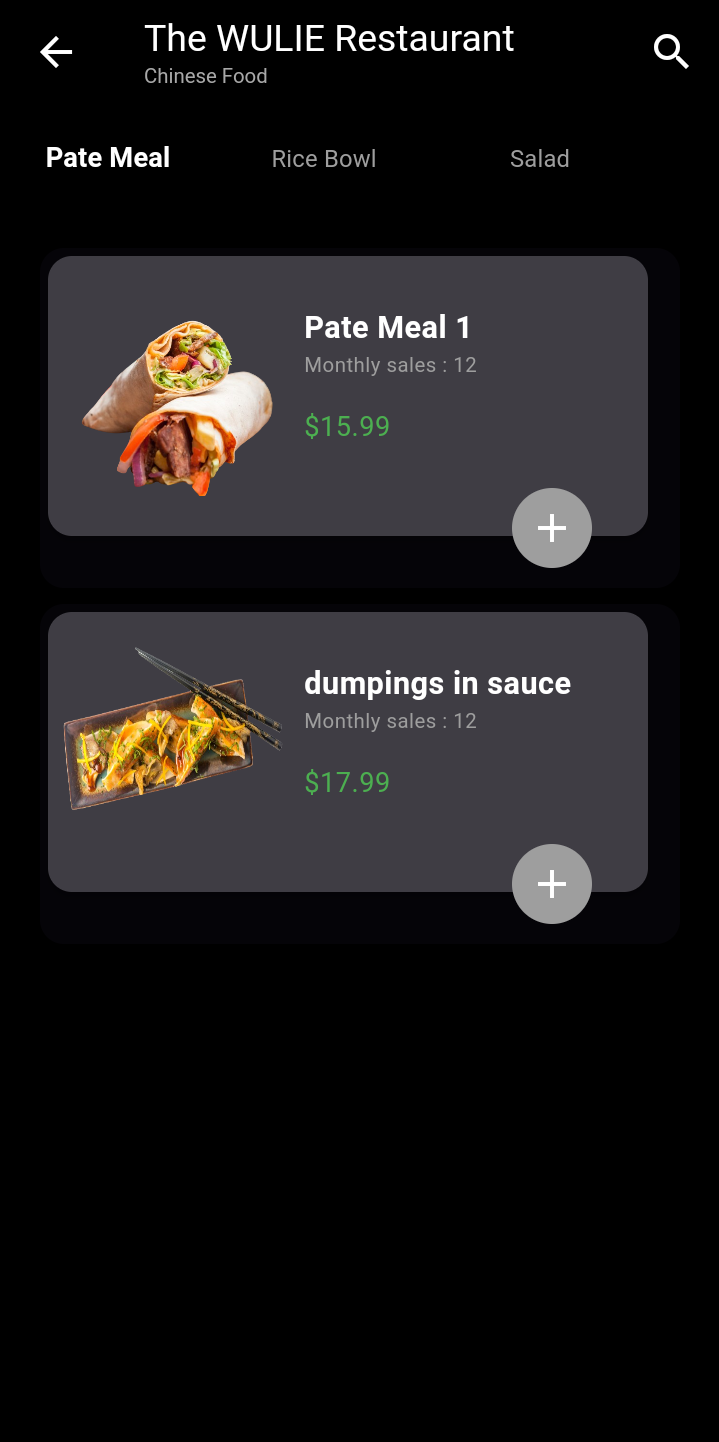 The WULIE Restaurant
Chinese Food
Pate Meal Rice Bowl Salad
Pate Meal 1
Monthly sales : 12
$15.99
dumpings in sauce
Monthly sales : 12
$17.99